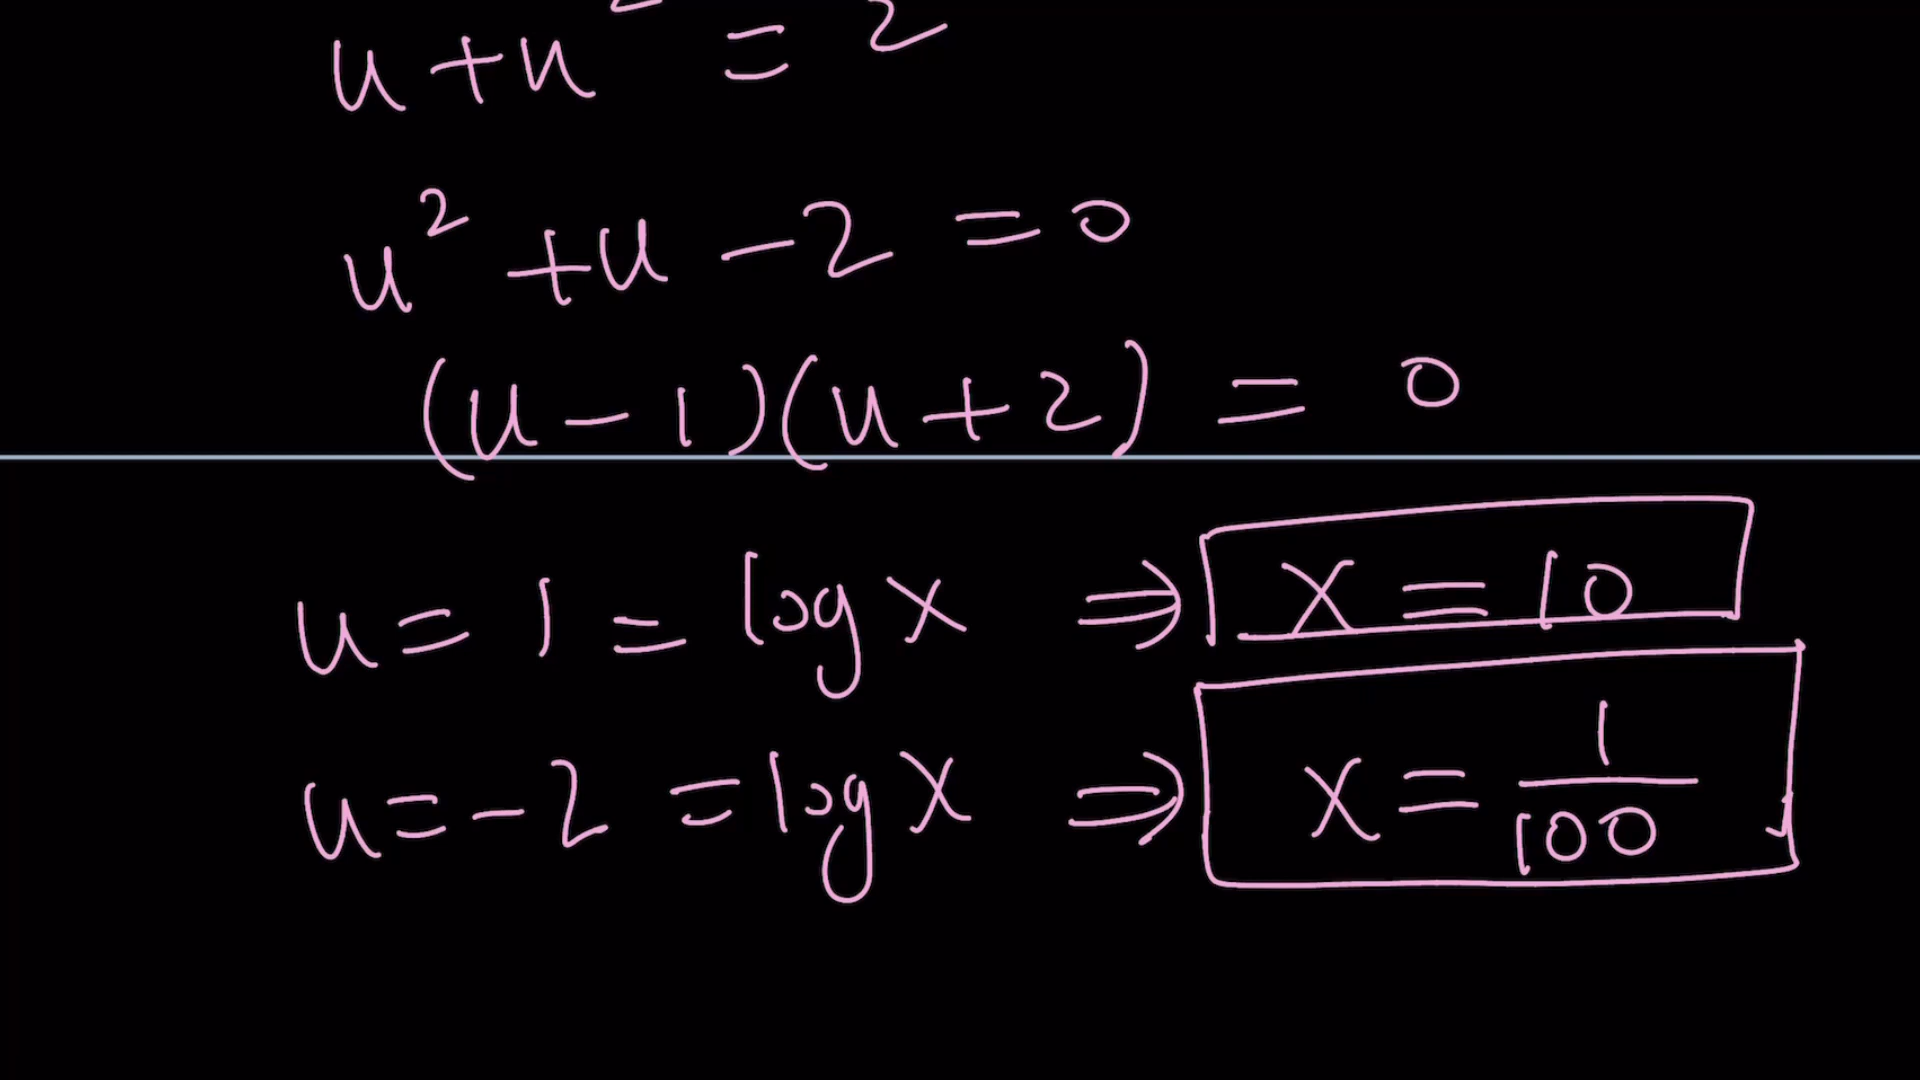 u + u² = 2
u² + u - 2 = 0
(u - 1)(u + 2) = 0
u = 1 = log x ⇒ x = 10
u = -2 = log x ⇒ x = 1/100